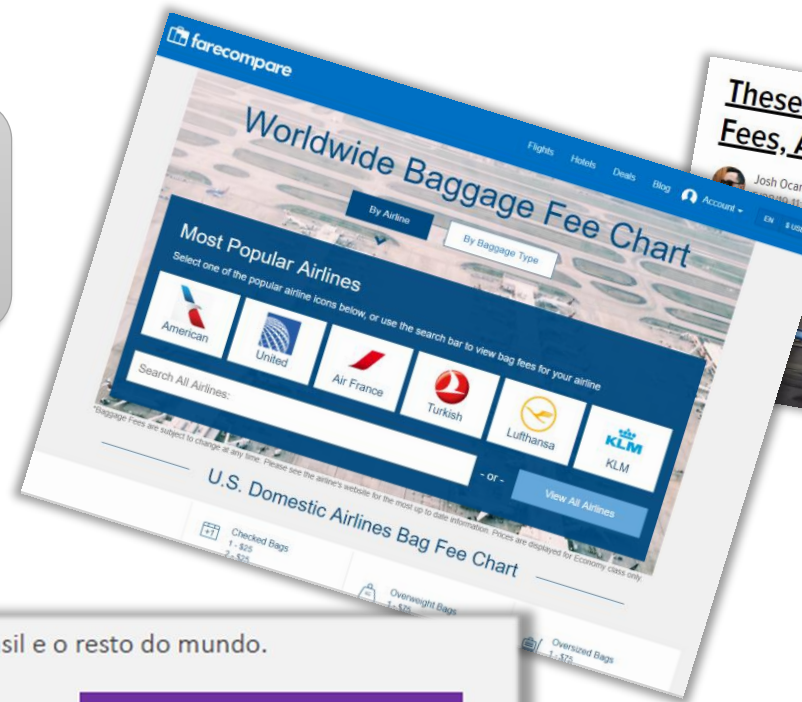 farecompare
Flights Hotels Deals Blog Account
EN $ USD
Worldwide Baggage Fee Chart
By Airline
By Baggage Type
Most Popular Airlines
Select one of the popular airline icons below, or use the search bar to view bag fees for your airline
American
United
Air France
Turkish
Lufthansa
KLM
KLM
Search All Airlines:
- or -
View All Airlines
*Baggage Fees are subject to change at any time. Please see the airline's website for the most up to date information. Prices are displayed for Economy class only.
U.S. Domestic Airlines Bag Fee Chart
Checked Bags
1 - $25
2 - $25
Overweight Bags
1 - $75
Oversized Bags
1 - $75
These
Fees,
Josh
sil e o resto do mundo.